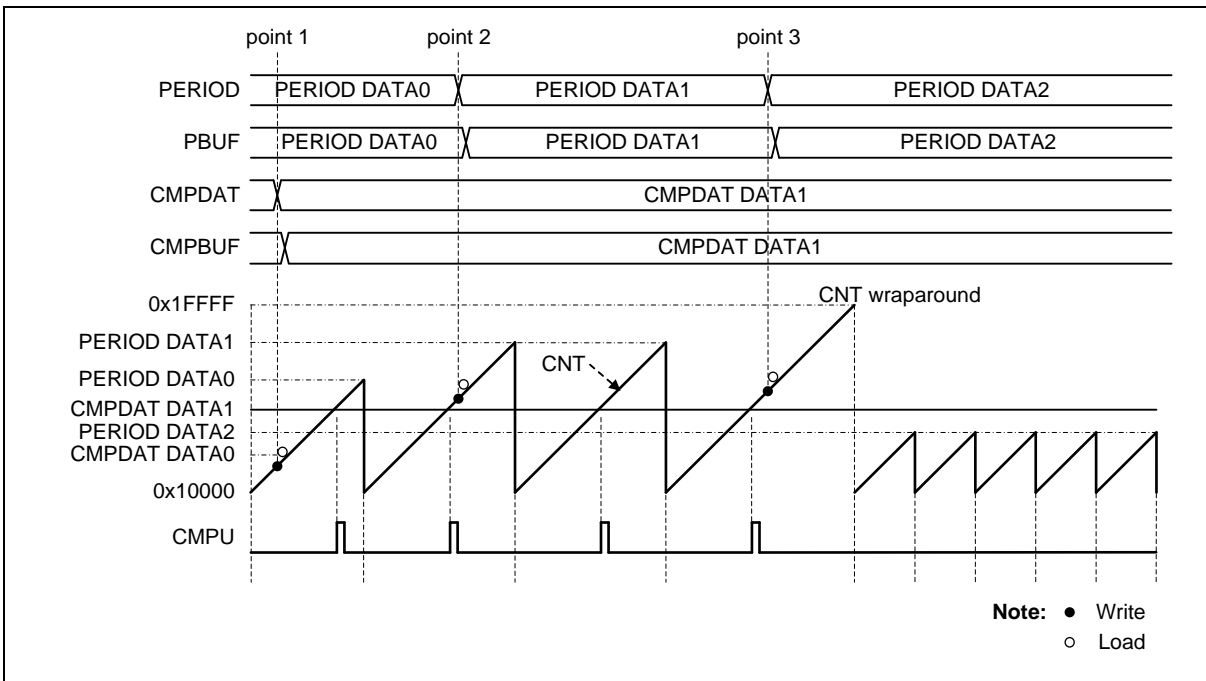 point 1 point 2 point 3
PERIOD PERIOD DATA0 PERIOD DATA1 PERIOD DATA2
PBUF PERIOD DATA0 PERIOD DATA1 PERIOD DATA2
CMPDAT CMPDAT DATA1
CMPBUF CMPDAT DATA1
0x1FFFF CNT wraparound
PERIOD DATA1
CNT
PERIOD DATA0
CMPDAT DATA1
PERIOD DATA2
CMPDAT DATA0
0x10000
CMPU
Note: ● Write
○ Load